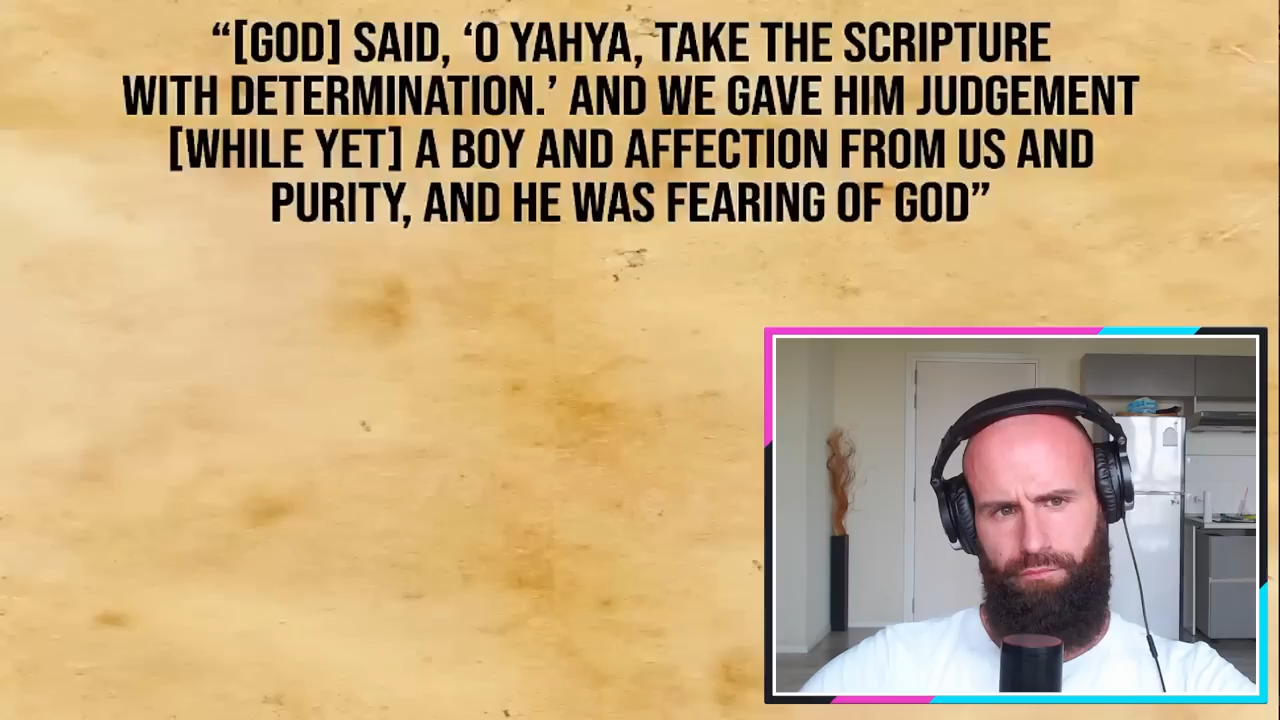 “[GOD] SAID, ‘O YAHYA, TAKE THE SCRIPTURE
WITH DETERMINATION.’ AND WE GAVE HIM JUDGEMENT
[WHILE YET] A BOY AND AFFECTION FROM US AND
PURITY, AND HE WAS FEARING OF GOD”